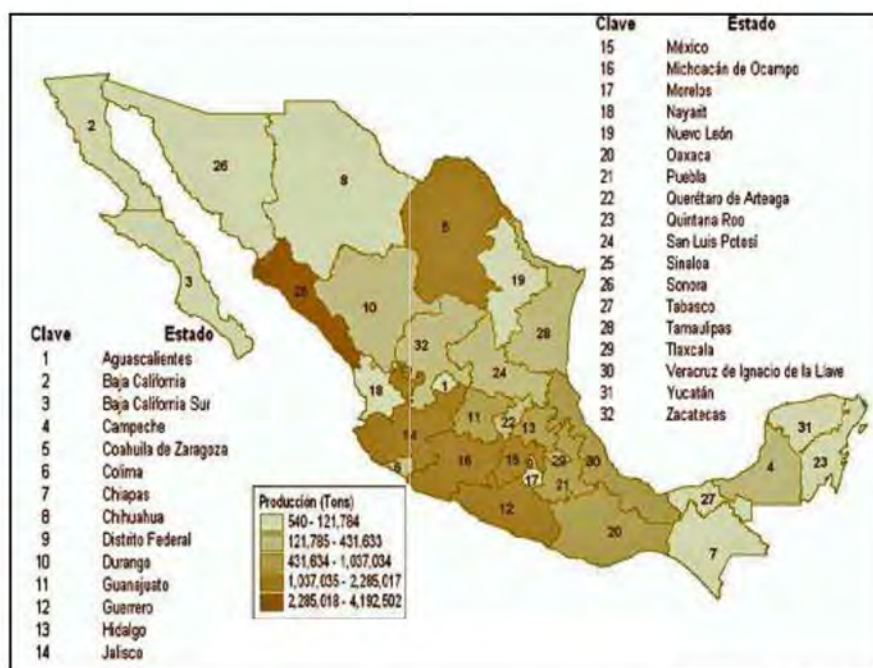 Clave Estado
15 México
16 Michoacán de Ocampo
17 Morelos
18 Nayarit
19 Nuevo León
20 Oaxaca
21 Puebla
22 Querétaro de Arteaga
23 Quintana Roo
24 San Luis Potosí
25 Sinaloa
26 Sonora
27 Tabasco
28 Tamaulipas
29 Tlaxcala
30 Veracruz de Ignacio de la Llave
31 Yucatán
32 Zacatecas
2
26
8
5
3
19
10
28
25
32
24
18
1
14
11
22
13
6
16
15
9
29
30
17
21
12
20
31
4
23
27
7
Clave Estado
1 Aguascalientes
2 Baja California
3 Baja California Sur
4 Campeche
5 Coahuila de Zaragoza
6 Colima
7 Chiapas
8 Chihuahua
9 Distrito Federal
10 Durango
11 Guanajuato
12 Guerrero
13 Hidalgo
14 Jalisco
Producción (Tons)
540 - 121,784
121,785 - 431,633
431,634 - 1,037,034
1,037,035 - 2,285,017
2,285,018 - 4,192,502